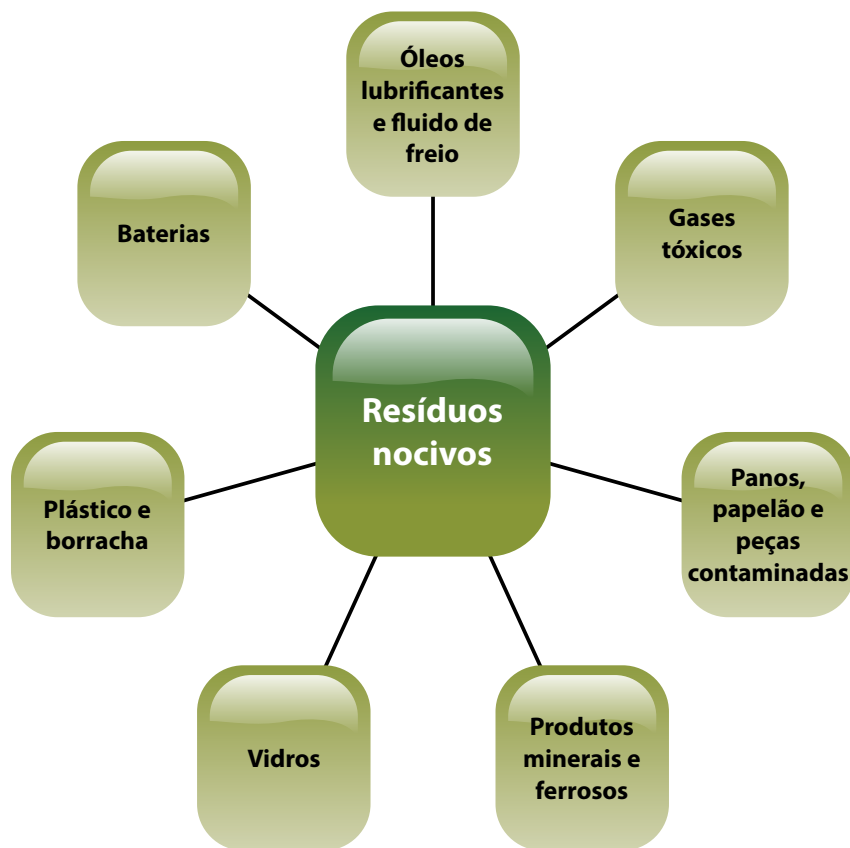 Óleos
lubrificantes
e fluido de
freio
Baterias
Gases
tóxicos
Resíduos
nocivos
Plástico e
borracha
Panos,
papelão e
peças
contaminadas
Vidros
Produtos
minerais e
ferrosos